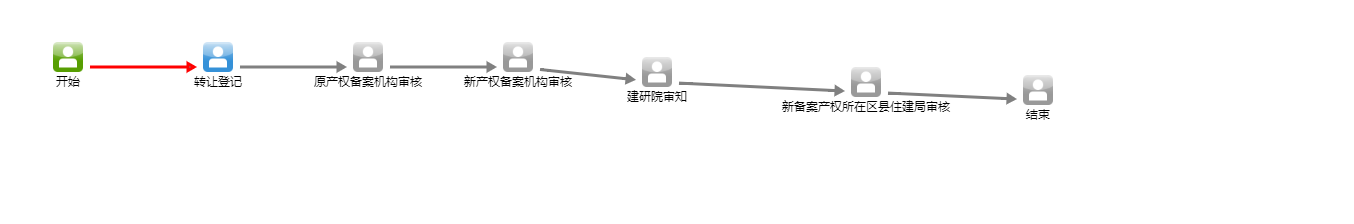 开始
转让登记
原产权备案机构审核
新产权备案机构审核
建研院审知
新备案产权所在区县住建局审核
结束